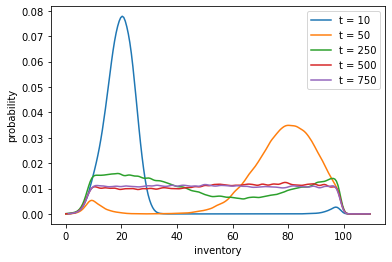 0.08
0.07
0.06
0.05
0.04
0.03
0.02
0.01
0.00
probability
t = 10
t = 50
t = 250
t = 500
t = 750
0 20 40 60 80 100
inventory